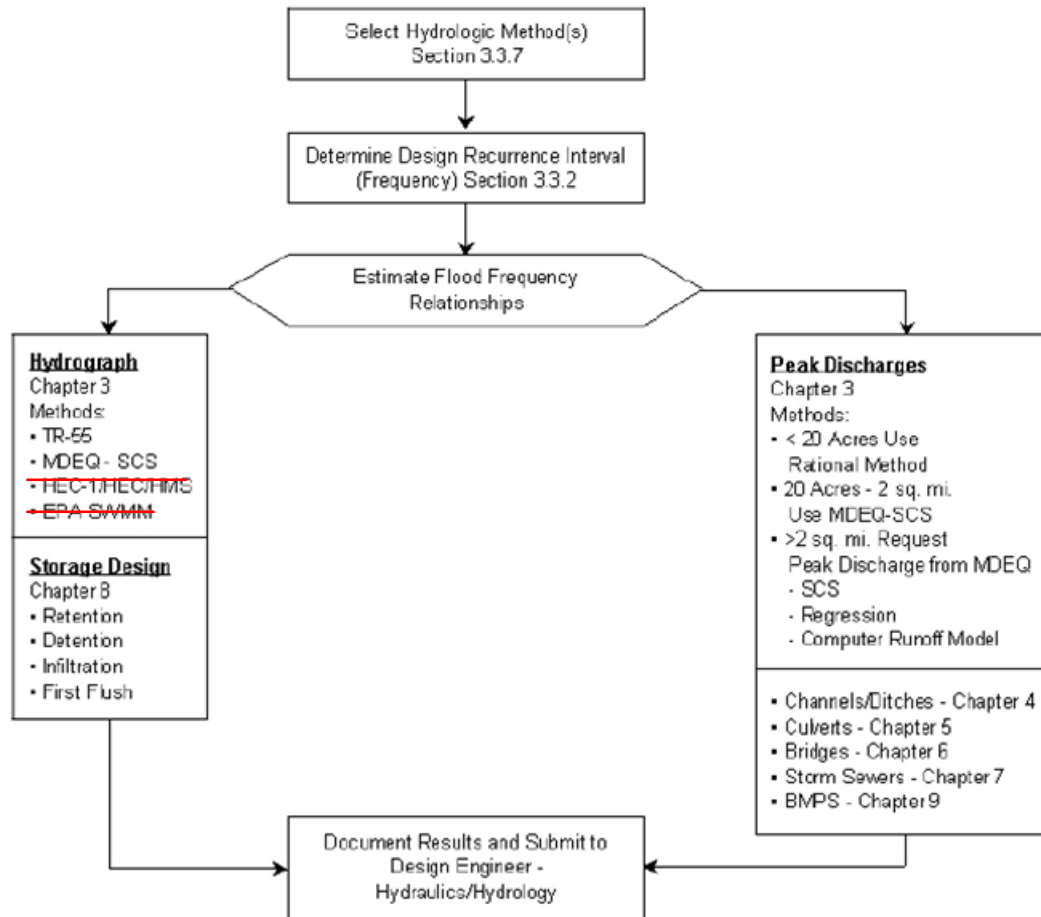 Select Hydrologic Method(s)
Section 3.3.7
Determine Design Recurrence Interval
(Frequency) Section 3.3.2
Estimate Flood Frequency
Relationships
Hydrograph
Chapter 3
Methods:
▪ TR-55
▪ MDEQ - SCS
▪ HEC-1/HEC/HMS
▪ EPA SWMM
Storage Design
Chapter 8
▪ Retention
▪ Detention
▪ Infiltration
▪ First Flush
Peak Discharges
Chapter 3
Methods:
▪ < 20 Acres Use
Rational Method
▪ 20 Acres - 2 sq. mi.
Use MDEQ-SCS
▪ >2 sq. mi. Request
Peak Discharge from MDEQ
- SCS
- Regression
- Computer Runoff Model
▪ Channels/Ditches - Chapter 4
▪ Culverts - Chapter 5
▪ Bridges - Chapter 6
▪ Storm Sewers - Chapter 7
▪ BMPS - Chapter 9
Document Results and Submit to
Design Engineer -
Hydraulics/Hydrology